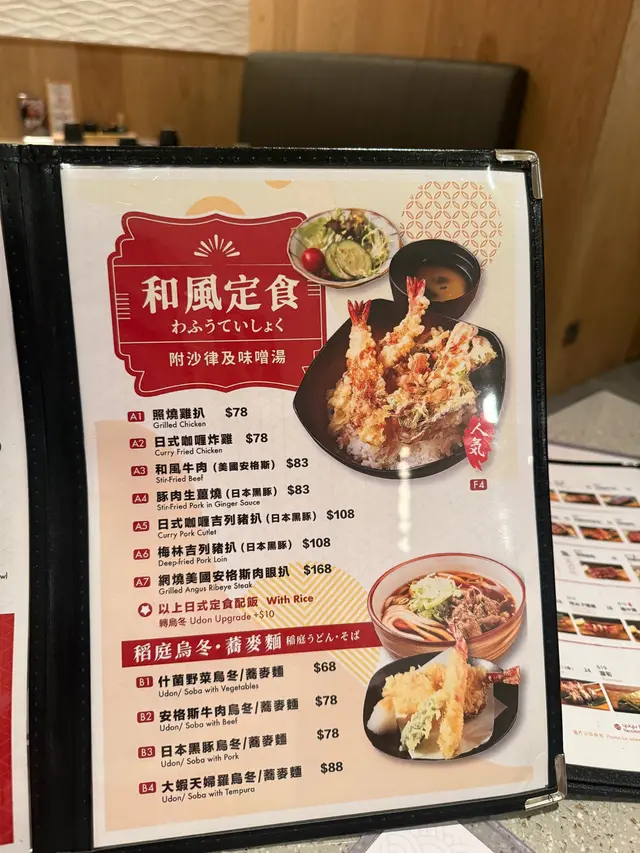 和風定食
わふうていしょく
附沙律及味噌湯
A1 照燒雞扒 $78
Grilled Chicken
A2 日式咖喱炸雞 $78
Curry Fried Chicken
A3 和風牛肉 (美國安格斯) $83
Stir-Fried Beef
A4 豚肉生薑燒 (日本黑豚) $83
Stir-Fried Pork in Ginger Sauce
A5 日式咖喱吉列豬扒 (日本黑豚) $108
Curry Pork Cutlet
A6 梅林吉列豬扒 (日本黑豚) $108
Deep-fried Pork Loin
A7 網燒美國安格斯肉眼扒 $168
Grilled Angus Ribeye Steak
以上日式定食配飯 With Rice
轉烏冬 Udon Upgrade +$10
人気
F4
稻庭烏冬・蕎麥麵 稲庭うどん・そば
B1 什菌野菜烏冬/蕎麥麵 $68
Udon/ Soba with Vegetables
B2 安格斯牛肉烏冬/蕎麥麵 $78
Udon/ Soba with Beef
B3 日本黑豚烏冬/蕎麥麵 $78
Udon/ Soba with Pork
B4 大蝦天婦羅烏冬/蕎麥麵 $88
Udon/ Soba with Tempura